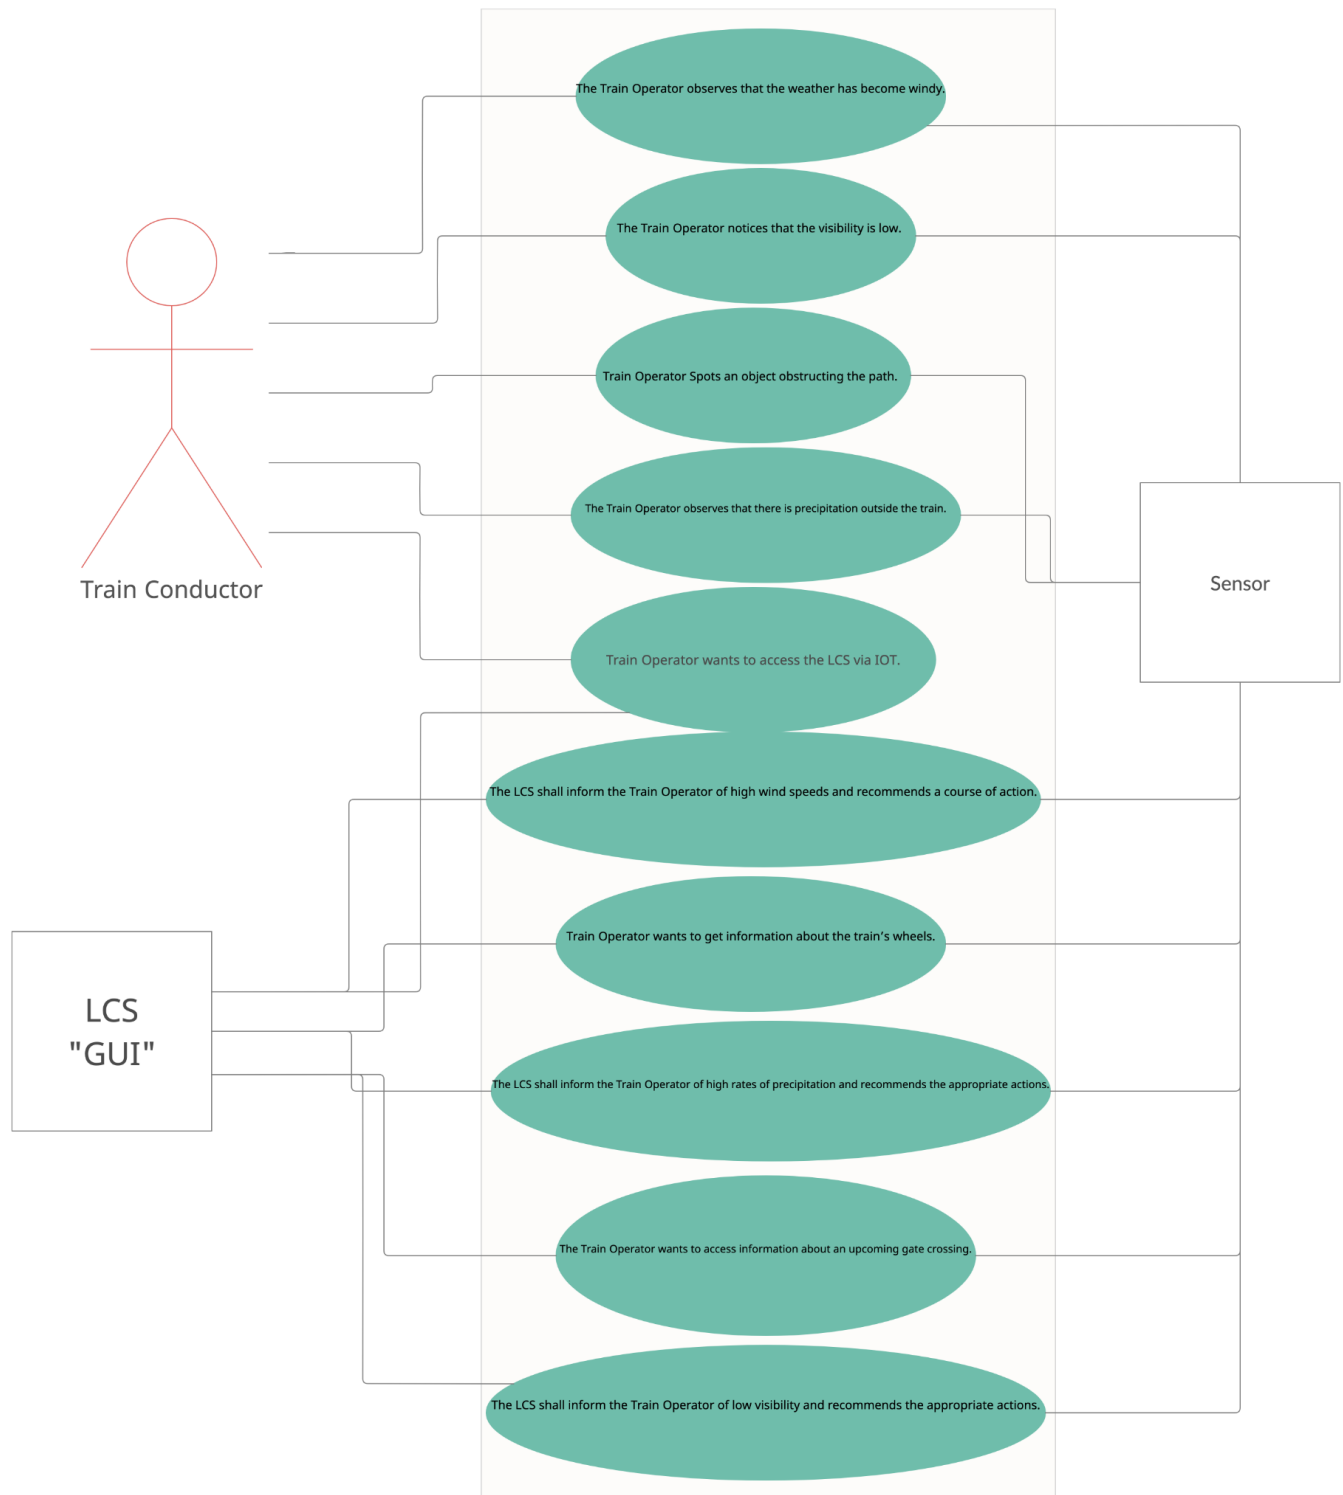 The Train Operator observes that the weather has become windy.
The Train Operator notices that the visibility is low.
Train Operator Spots an object obstructing the path.
The Train Operator observes that there is precipitation outside the train.
Train Conductor
Sensor
Train Operator wants to access the LCS via IOT.
The LCS shall inform the Train Operator of high wind speeds and recommends a course of action.
Train Operator wants to get information about the train's wheels.
LCS
"GUI"
The LCS shall inform the Train Operator of high rates of precipitation and recommends the appropriate actions.
The Train Operator wants to access information about an upcoming gate crossing.
The LCS shall inform the Train Operator of low visibility and recommends the appropriate actions.